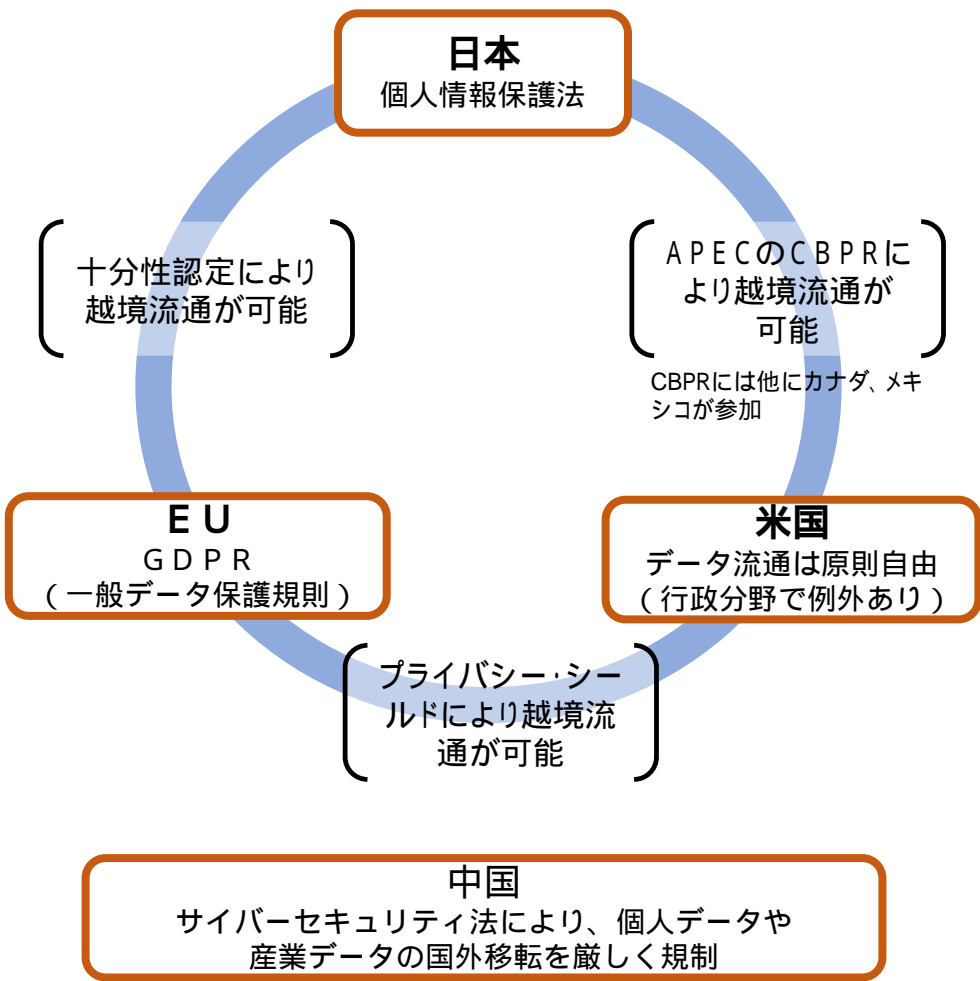 日本
個人情報保護法
十分性認定により
越境流通が可能
APECのCBPRに
より越境流通が
可能
CBPRには他にカナダ、メキ
シコが参加
EU
GDPR
(一般データ保護規則)
米国
データ流通は原則自由
(行政分野で例外あり)
プライバシー・シー
ルドにより越境流
通が可能
中国
サイバーセキュリティ法により、個人データや
産業データの国外移転を厳しく規制